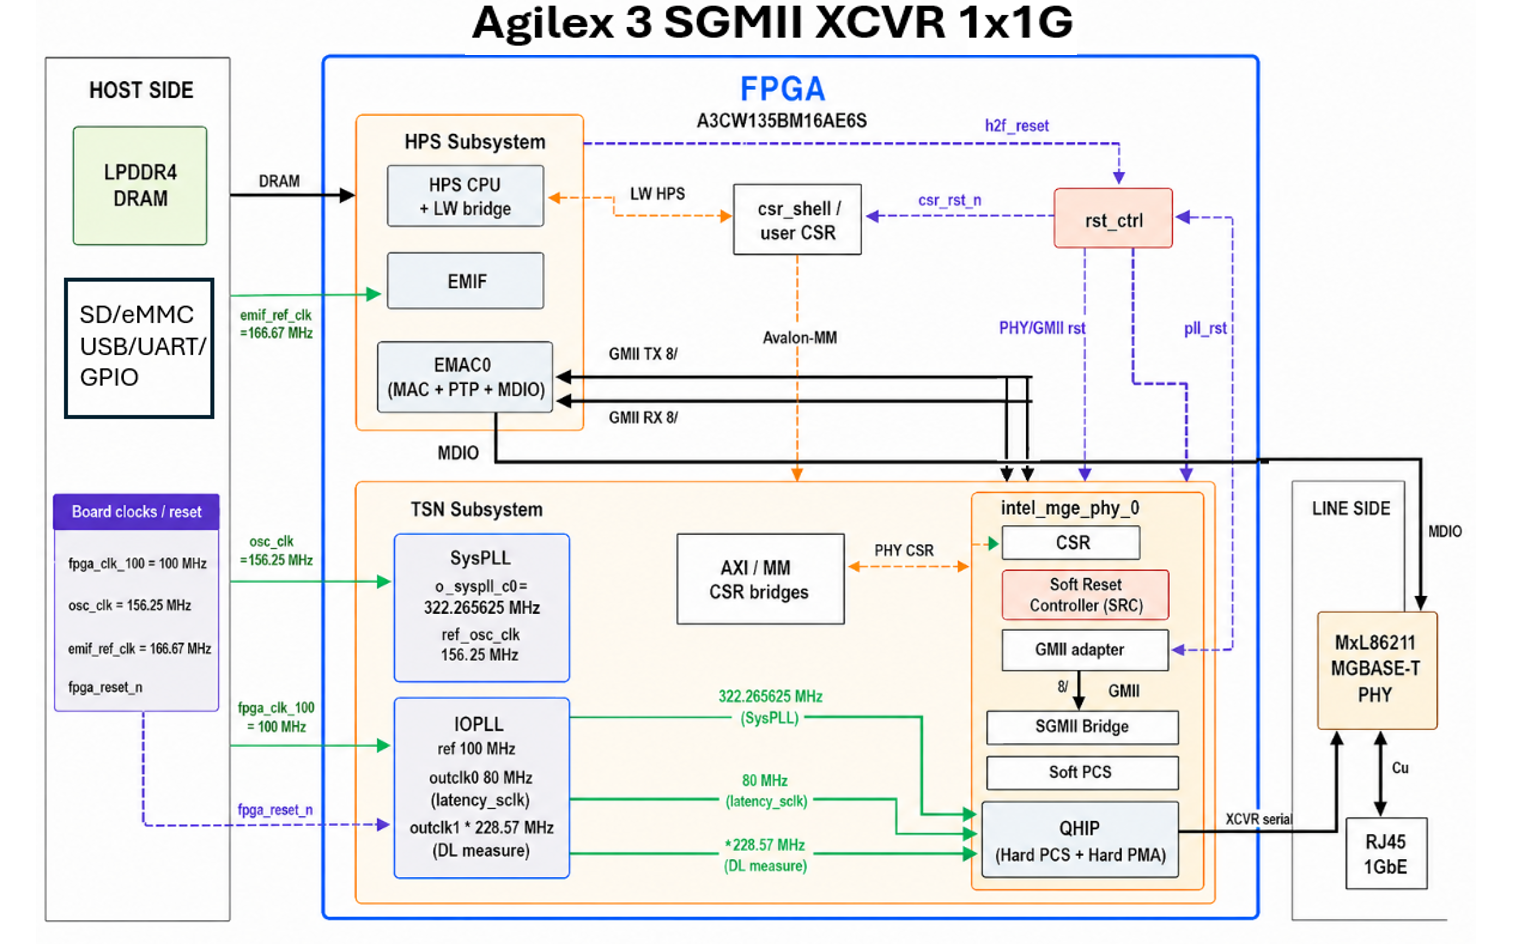 Agilex 3 SGMII XCVR 1x1G
HOST SIDE
LPDDR4
DRAM
SD/eMMC
USB/UART/
GPIO
Board clocks / reset
fpga_clk_100 = 100 MHz
osc_clk = 156.25 MHz
emif_ref_clk = 166.67 MHz
fpga_reset_n
DRAM
emif_ref_clk
=166.67 MHz
osc_clk
=156.25 MHz
fpga_clk_100
= 100 MHz
fpga_reset_n
FPGA
A3CW135BM16AE6S
HPS Subsystem
HPS CPU
+ LW bridge
EMIF
EMAC0
(MAC + PTP + MDIO)
h2f_reset
LW HPS
csr_shell /
user CSR
csr_rst_n
rst_ctrl
Avalon-MM
PHY/GMII rst
pll_rst
GMII TX 8/
GMII RX 8/
MDIO
TSN Subsystem
SysPLL
o_syspll_c0=
322.265625 MHz
ref_osc_clk
156.25 MHz
IOPLL
ref 100 MHz
outclk0 80 MHz
(latency_sclk)
outclk1 * 228.57 MHz
(DL measure)
AXI / MM
CSR bridges
PHY CSR
322.265625 MHz
(SysPLL)
80 MHz
(latency_sclk)
*228.57 MHz
(DL measure)
intel_mge_phy_0
CSR
Soft Reset
Controller (SRC)
GMII adapter
8/
GMII
SGMII Bridge
Soft PCS
QHIP
(Hard PCS + Hard PMA)
XCVR serial
LINE SIDE
MDIO
MxL86211
MGBASE-T
PHY
Cu
RJ45
1GbE